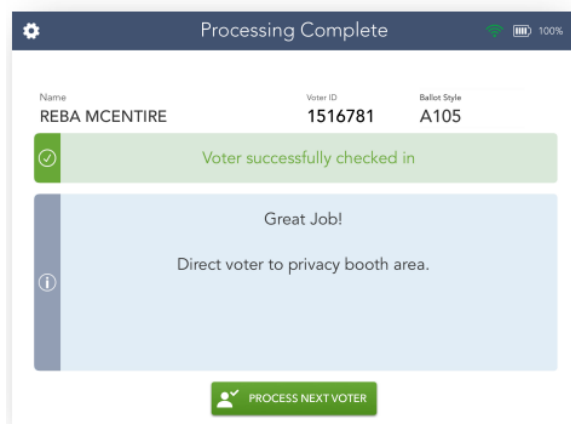 Processing Complete
100%
Name
Voter ID
Ballot Style
REBA MCENTIRE
1516781
A105
Voter successfully checked in
Great Job!
Direct voter to privacy booth area.
PROCESS NEXT VOTER